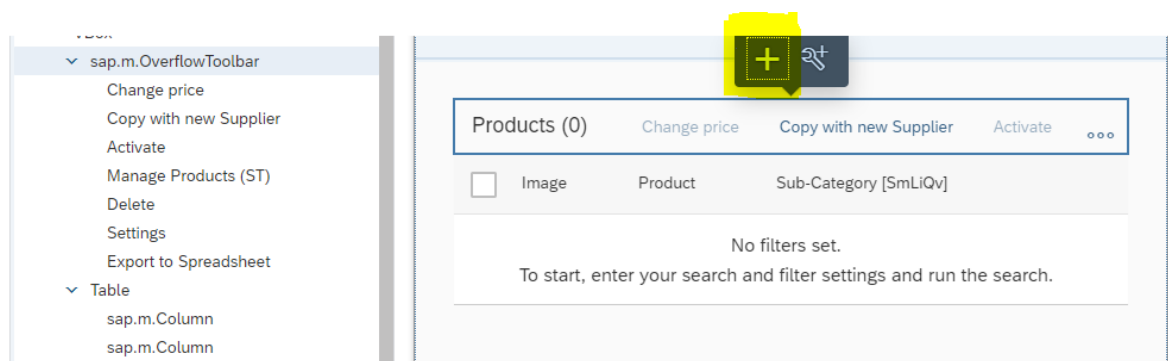 sap.m.OverflowToolbar
Change price
Copy with new Supplier
Activate
Manage Products (ST)
Delete
Settings
Export to Spreadsheet
Table
sap.m.Column
sap.m.Column
Products (0) Change price Copy with new Supplier Activate
Image Product Sub-Category [SmLiQv]
No filters set.
To start, enter your search and filter settings and run the search.